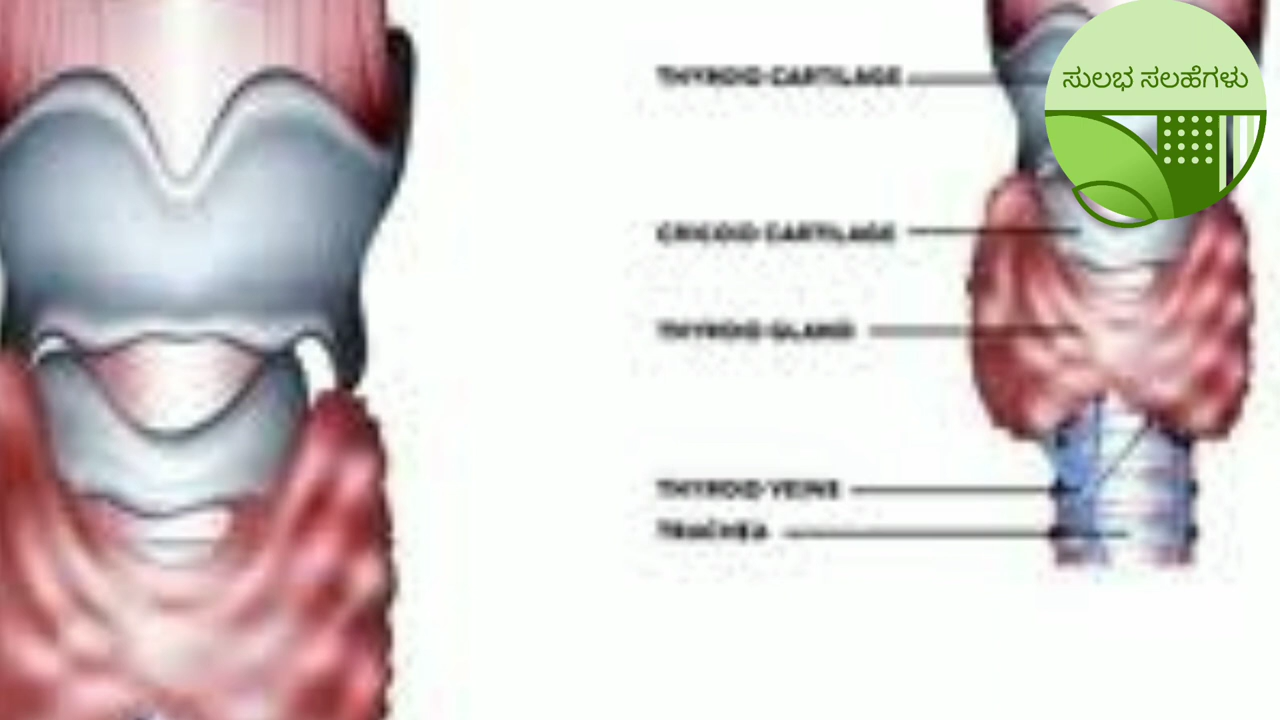 ಸುಲಭ ಸಲಹೆಗಳು
THYROID CARTILAGE
CRICOID CARTILAGE
THYROID GLAND
THYROID VEINS
TRACHEA